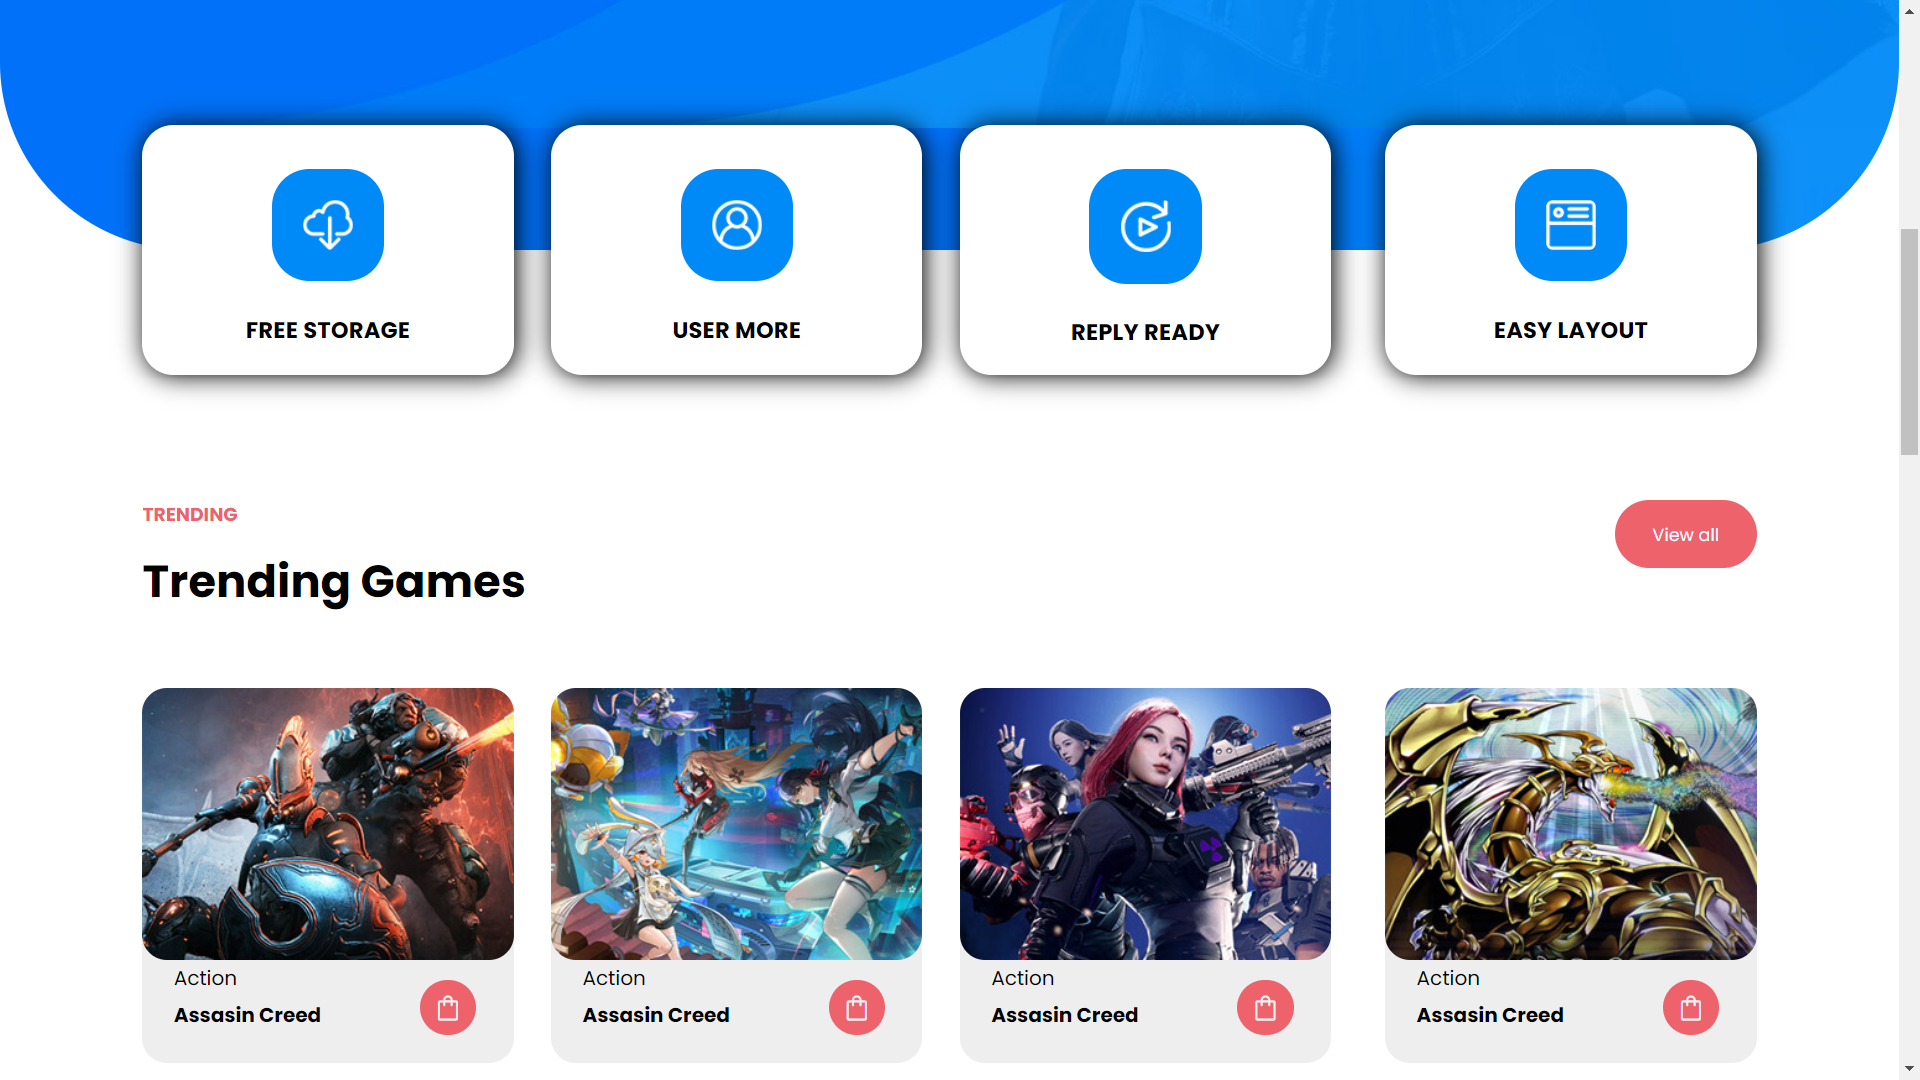 FREE STORAGE
USER MORE
REPLY READY
EASY LAYOUT
TRENDING
View all
Trending Games
Action
Assasin Creed
Action
Assasin Creed
Action
Assasin Creed
Action
Assasin Creed